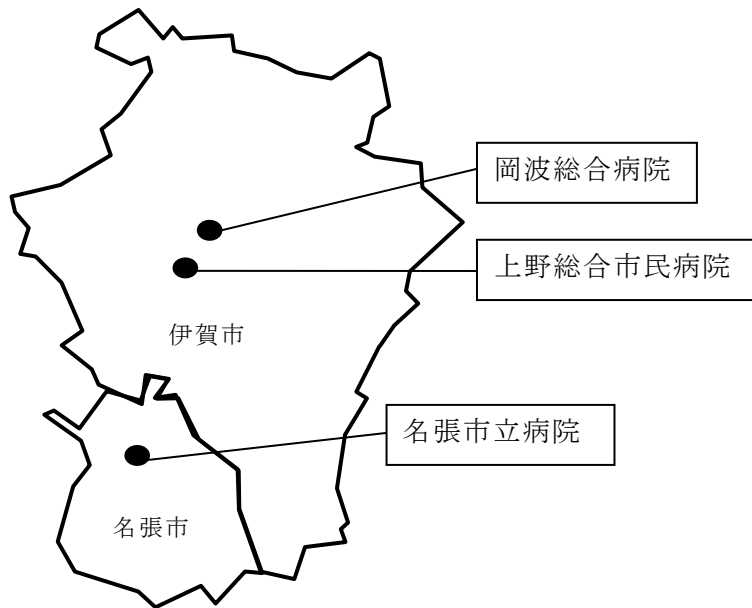 岡波総合病院
上野総合市民病院
伊賀市
名張市立病院
名張市